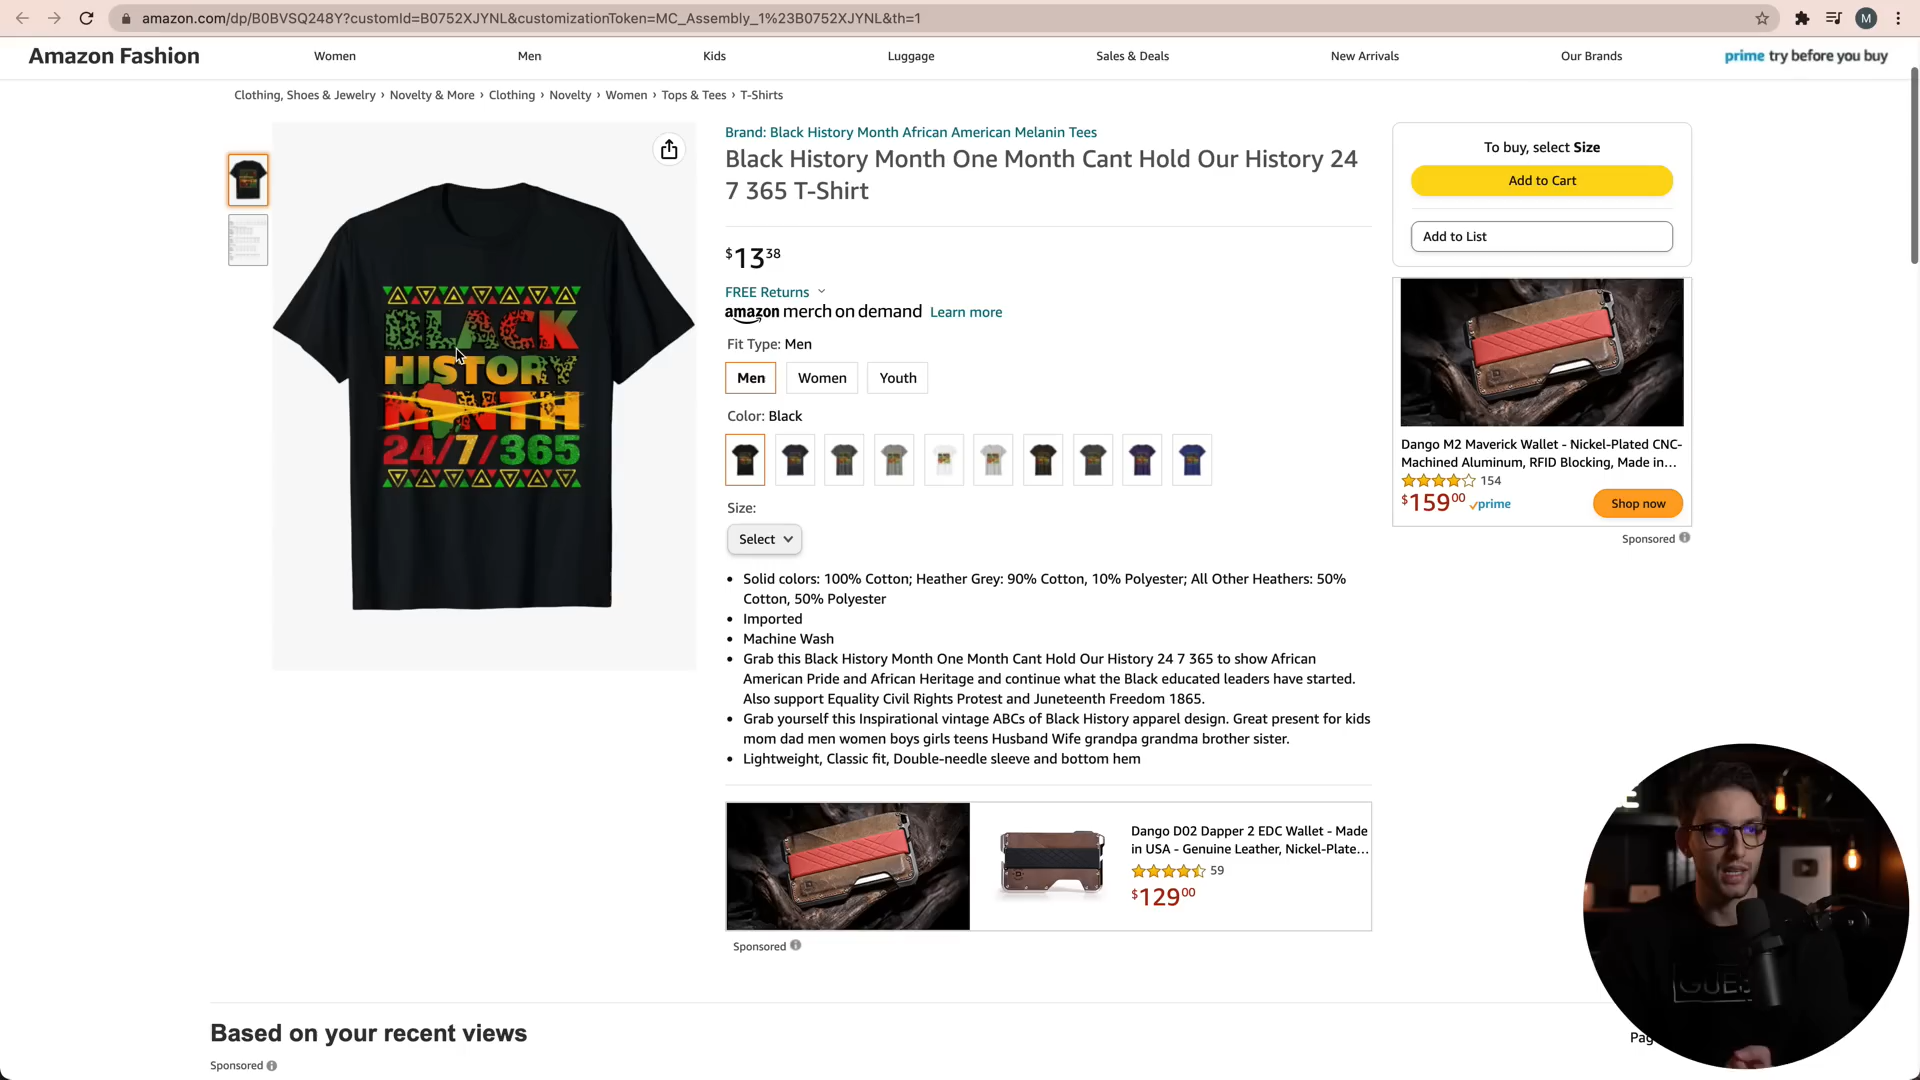 amazon.com/dp/B0BVSQ248Y?customId=B0752XJYNL&customizationToken=MC_Assembly_1%23B0752XJYNL&th=1
M
Amazon Fashion
Women
Men
Kids
Luggage
Sales & Deals
New Arrivals
Our Brands
prime try before you buy
Clothing, Shoes & Jewelry › Novelty & More › Clothing › Novelty › Women › Tops & Tees › T-Shirts
BLACK
HISTORY
MONTH
24/7/365
Brand: Black History Month African American Melanin Tees
Black History Month One Month Cant Hold Our History 24
7 365 T-Shirt
$13 38
FREE Returns
amazon merch on demand Learn more
Fit Type: Men
Men
Women
Youth
Color: Black
Size:
Select
• Solid colors: 100% Cotton; Heather Grey: 90% Cotton, 10% Polyester; All Other Heathers: 50%
Cotton, 50% Polyester
• Imported
• Machine Wash
• Grab this Black History Month One Month Cant Hold Our History 24 7 365 to show African
American Pride and African Heritage and continue what the Black educated leaders have started.
Also support Equality Civil Rights Protest and Juneteenth Freedom 1865.
• Grab yourself this Inspirational vintage ABCs of Black History apparel design. Great present for kids
mom dad men women boys girls teens Husband Wife grandpa grandma brother sister.
• Lightweight, Classic fit, Double-needle sleeve and bottom hem
Dango D02 Dapper 2 EDC Wallet - Made
in USA - Genuine Leather, Nickel-Plate...
59
$129 00
Sponsored
To buy, select Size
Add to Cart
Add to List
Dango M2 Maverick Wallet - Nickel-Plated CNC-
Machined Aluminum, RFID Blocking, Made in...
154
$159 00 prime
Shop now
Sponsored
Based on your recent views
Sponsored
Pag
E
GUES